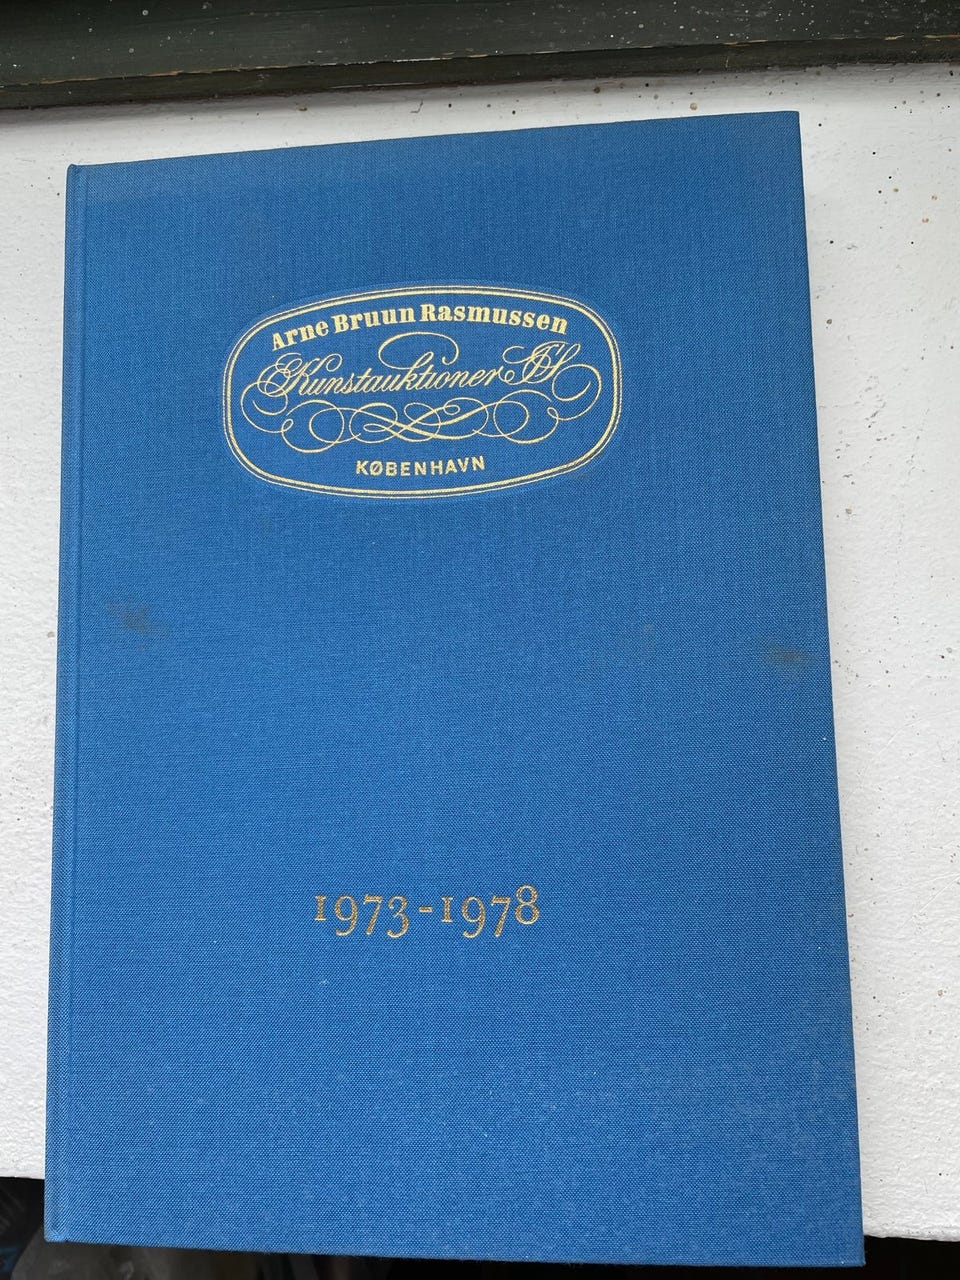 Arne Bruun Rasmussen
Kunstauktioner
KØBENHAVN
1973-1978